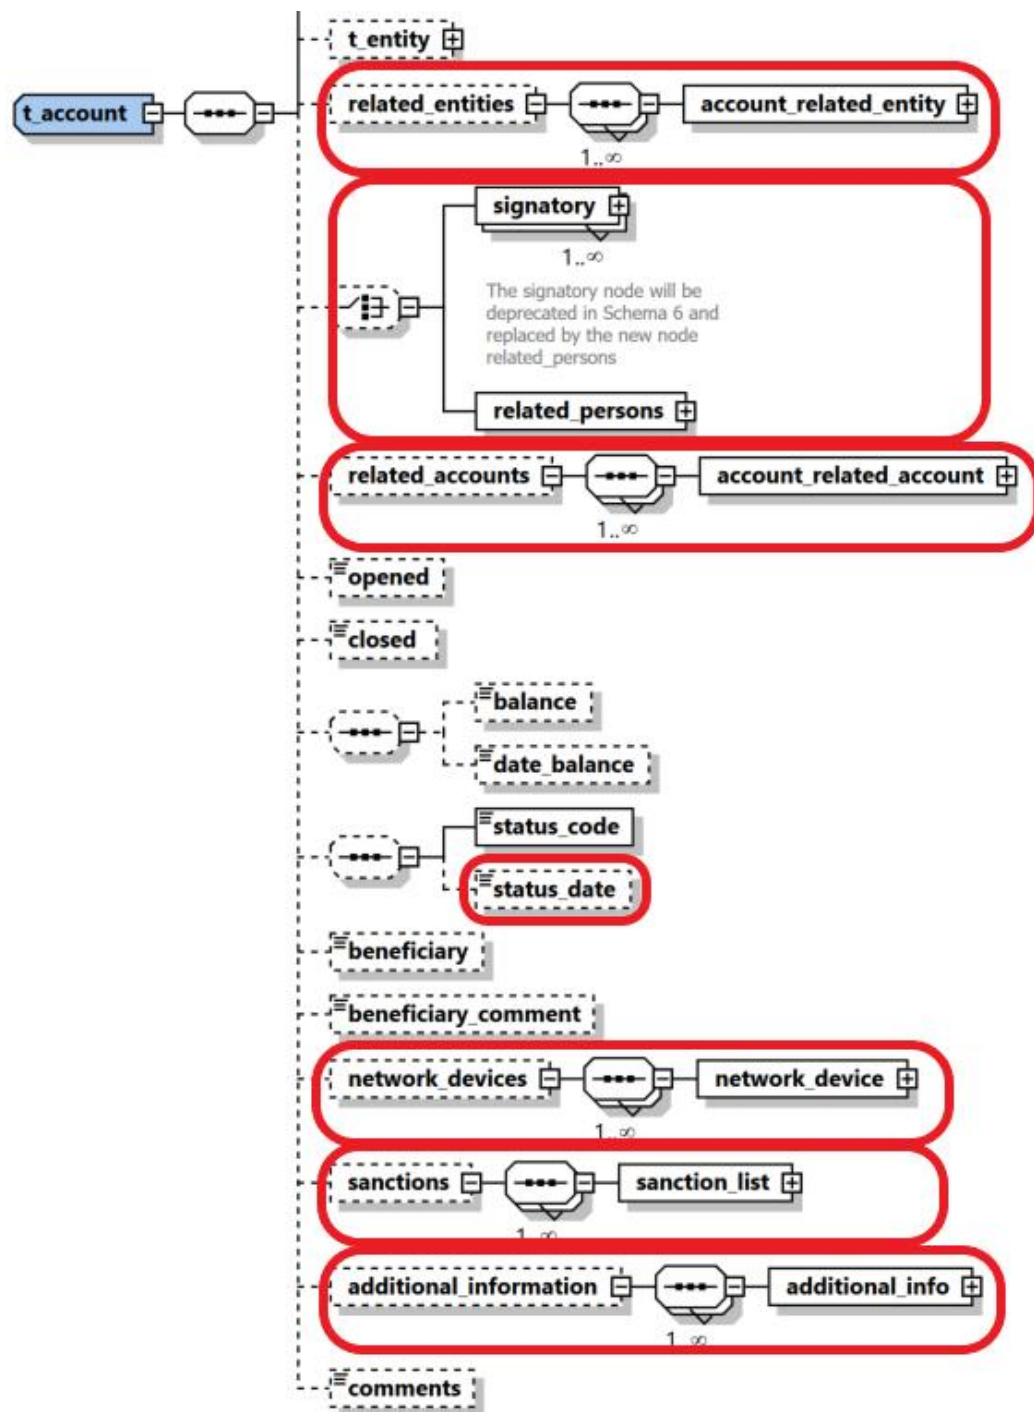 t_entity
t_account
related_entities
account_related_entity
1..∞
signatory
1..∞
The signatory node will be
deprecated in Schema 6 and
replaced by the new node
related_persons
related_persons
related_accounts
account_related_account
1..∞
opened
closed
balance
date_balance
status_code
status_date
beneficiary
beneficiary_comment
network_devices
network_device
1..∞
sanctions
sanction_list
1..∞
additional_information
additional_info
1..∞
comments